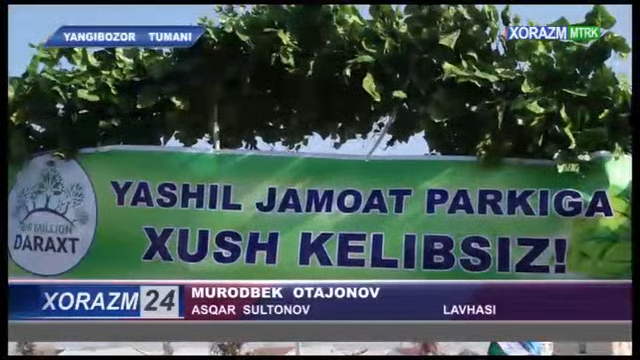 YANGIBOZOR TUMANI
XORAZM MTRK
YASHIL JAMOAT PARKIGA
XUSH KELIBSIZ!
MILLION
DARAXT
XORAZM 24
MURODBEK OTAJONOV
ASQAR SULTONOV LAVHASI